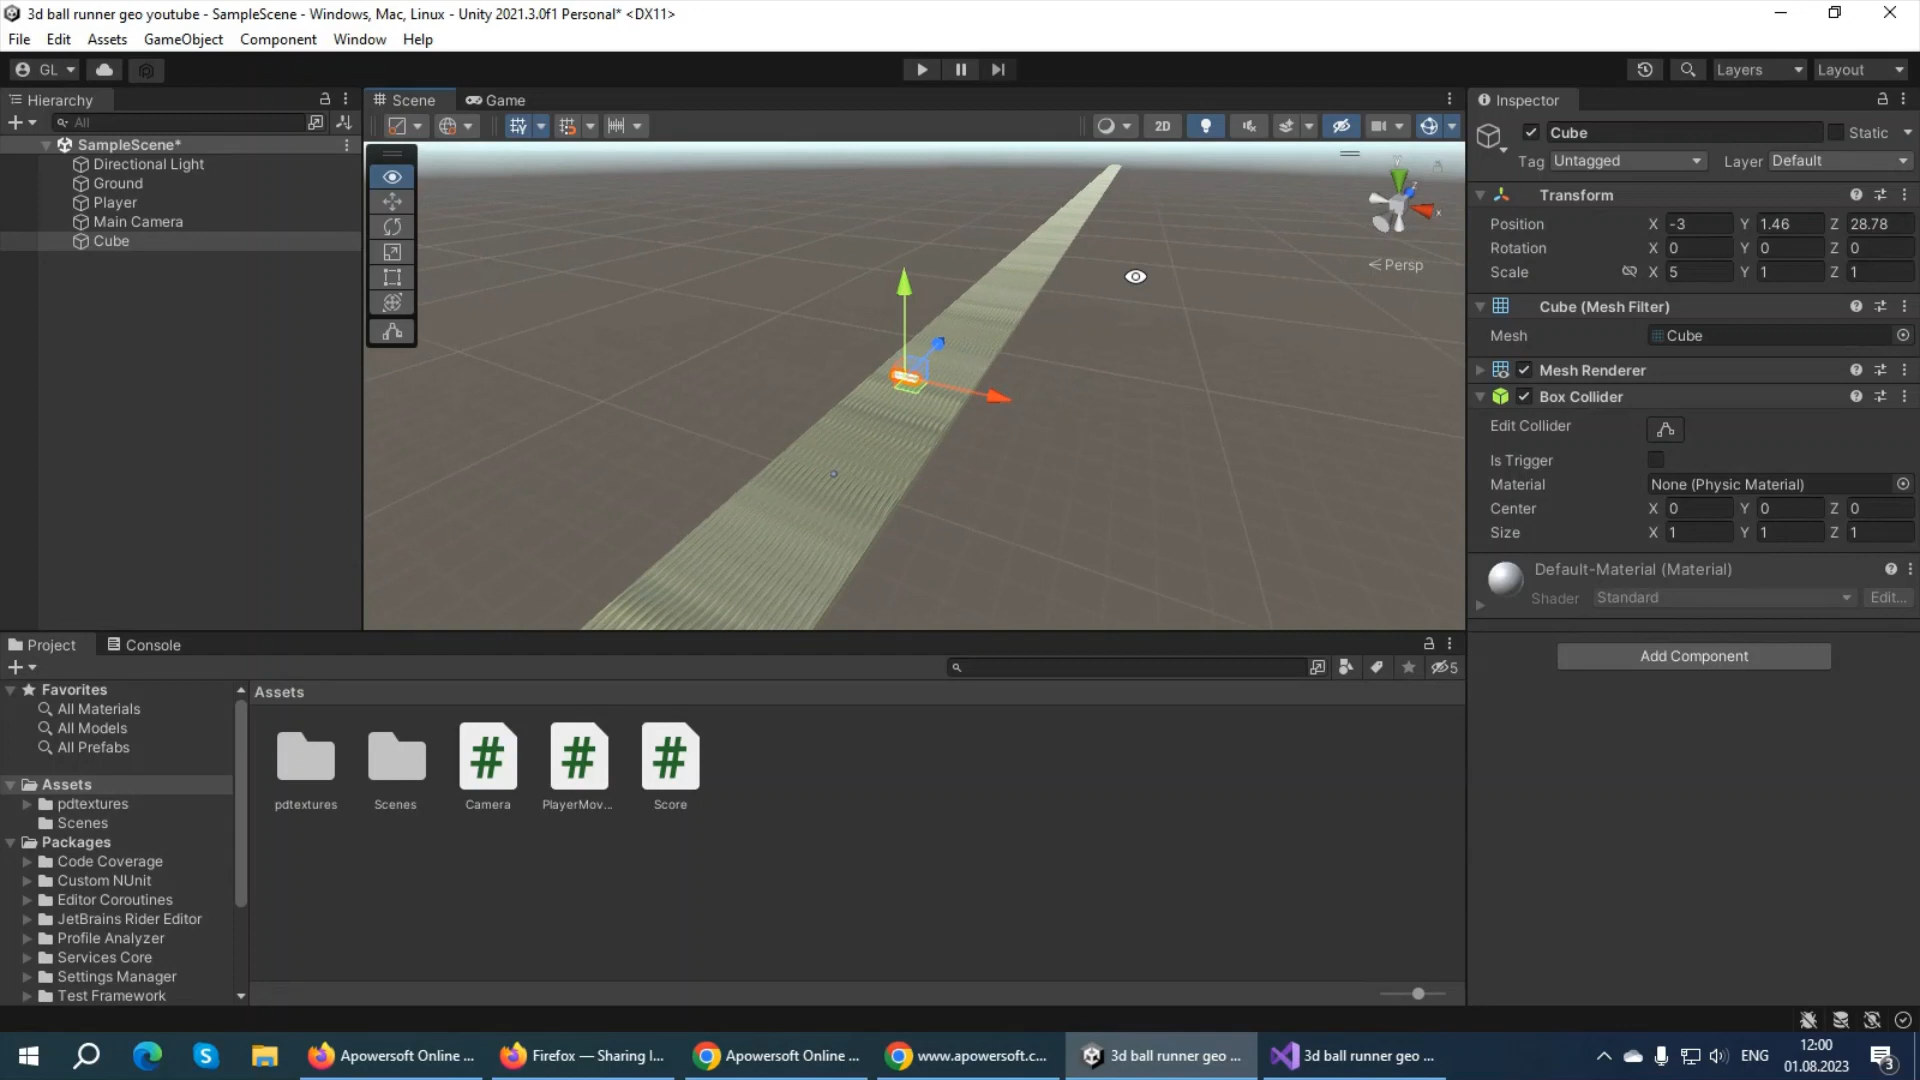 3d ball runner geo youtube - SampleScene - Windows, Mac, Linux - Unity 2021.3.0f1 Personal* <DX11>
File Edit Assets GameObject Component Window Help
GL Layers Layout
Hierarchy
All
SampleScene*
Directional Light
Ground
Player
Main Camera
Cube
Scene Game
2D
Persp
x
Inspector
Cube Static
Tag Untagged Layer Default
Transform
Position X -3 Y 1.46 Z 28.78
Rotation X 0 Y 0 Z 0
Scale X 5 Y 1 Z 1
Cube (Mesh Filter)
Mesh Cube
Mesh Renderer
Box Collider
Edit Collider
Is Trigger
Material None (Physic Material)
Center X 0 Y 0 Z 0
Size X 1 Y 1 Z 1
Default-Material (Material)
Shader Standard Edit...
Add Component
Project Console
5
Favorites
All Materials
All Models
All Prefabs
Assets
pdtextures
Scenes
Packages
Code Coverage
Custom NUnit
Editor Coroutines
JetBrains Rider Editor
Profile Analyzer
Services Core
Settings Manager
Test Framework
Assets
pdtextures Scenes Camera PlayerMov... Score
Apowersoft Online ... Firefox — Sharing I... Apowersoft Online ... www.apowersoft.c... 3d ball runner geo ... 3d ball runner geo ...
ENG
12:00
01.08.2023
3